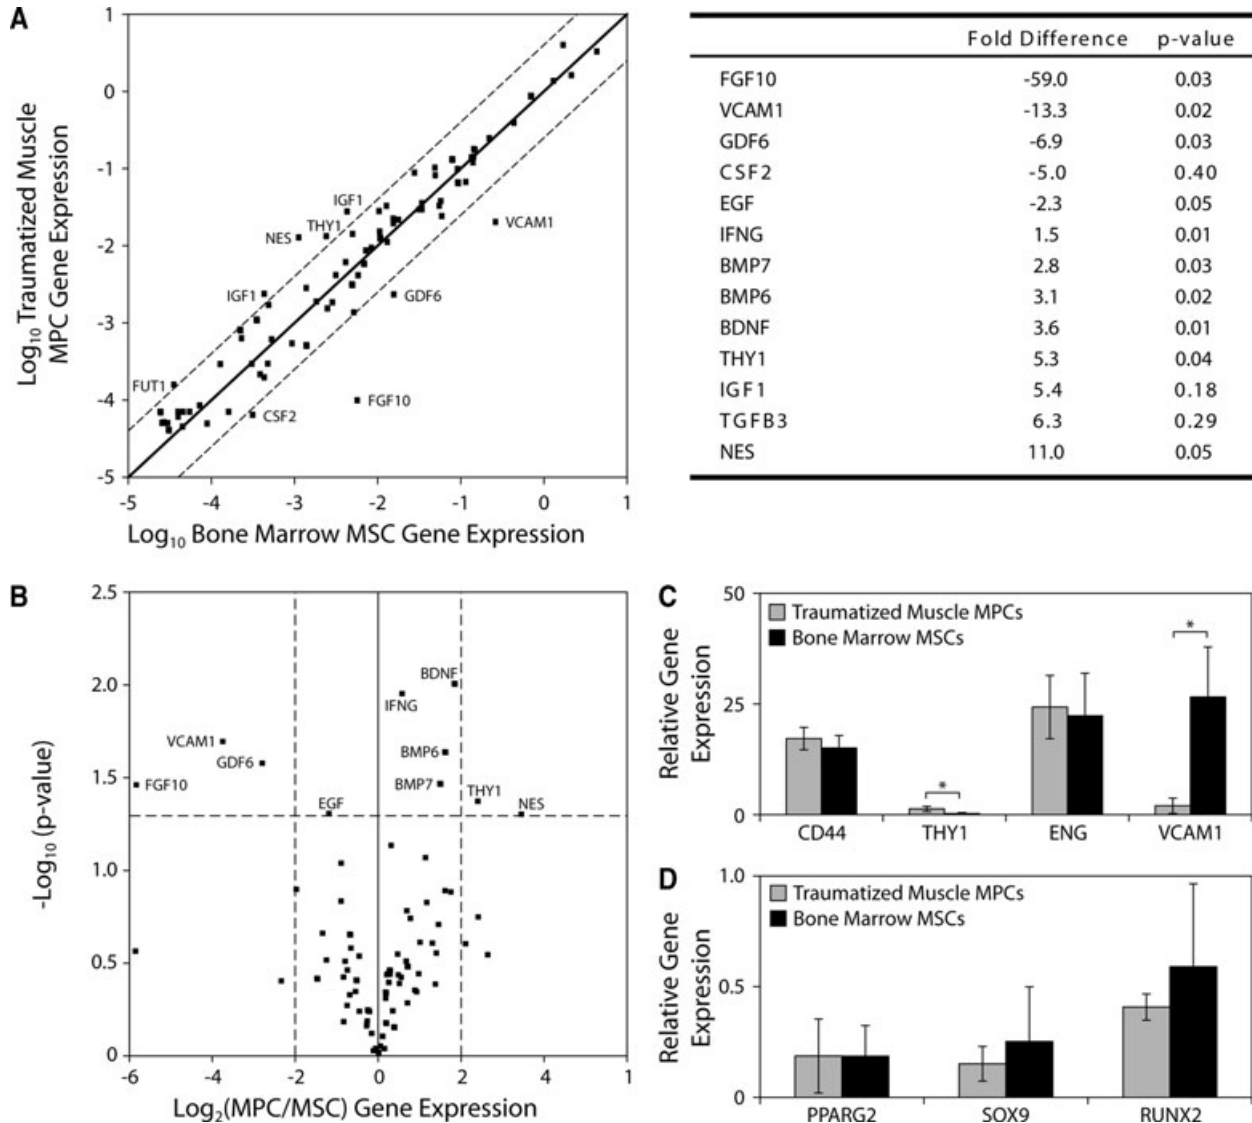 A
Log10 Traumatized Muscle
MPC Gene Expression
1
0
-1
-2
-3
-4
-5
IGF1
THY1
NES
VCAM1
IGF1
GDF6
FUT1
CSF2
FGF10
-5 -4 -3 -2 -1 0 1
Log10 Bone Marrow MSC Gene Expression
Fold Difference p-value
FGF10 -59.0 0.03
VCAM1 -13.3 0.02
GDF6 -6.9 0.03
CSF2 -5.0 0.40
EGF -2.3 0.05
IFNG 1.5 0.01
BMP7 2.8 0.03
BMP6 3.1 0.02
BDNF 3.6 0.01
THY1 5.3 0.04
IGF1 5.4 0.18
TGFB3 6.3 0.29
NES 11.0 0.05
B
-Log10 (p-value)
2.5
2.0
1.5
1.0
0.5
0
BDNF
IFNG
VCAM1
BMP6
GDF6
FGF10
BMP7
THY1
EGF
NES
-6 -4 -2 0 2 4 1
Log2(MPC/MSC) Gene Expression
C
Relative Gene
Expression
50
25
0
Traumatized Muscle MPCs
Bone Marrow MSCs
*
*
CD44 THY1 ENG VCAM1
D
Relative Gene
Expression
1.0
0.5
0
Traumatized Muscle MPCs
Bone Marrow MSCs
PPARG2 SOX9 RUNX2